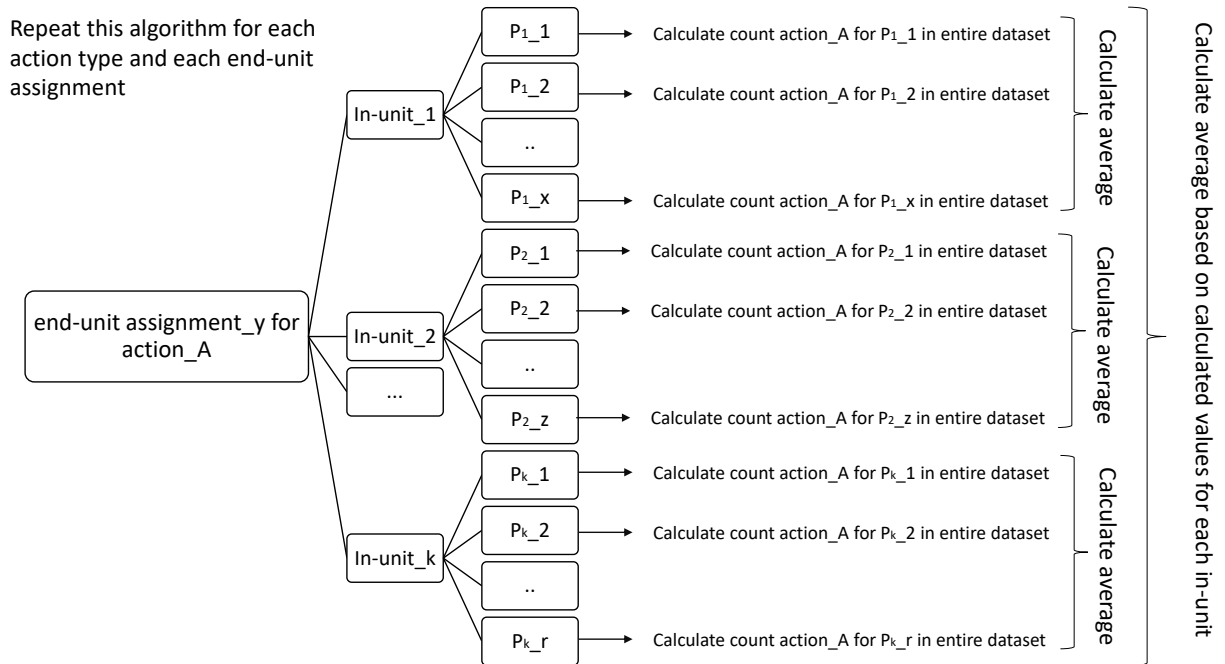 Repeat this algorithm for each
action type and each end-unit
assignment
end-unit assignment_y for
action_A
In-unit_1
In-unit_2
...
In-unit_k
P1_1
Calculate count action_A for P1_1 in entire dataset
P1_2
Calculate count action_A for P1_2 in entire dataset
..
P1_x
Calculate count action_A for P1_x in entire dataset
Calculate average
P2_1
Calculate count action_A for P2_1 in entire dataset
P2_2
Calculate count action_A for P2_2 in entire dataset
..
P2_z
Calculate count action_A for P2_z in entire dataset
Calculate average
Pk_1
Calculate count action_A for Pk_1 in entire dataset
Pk_2
Calculate count action_A for Pk_2 in entire dataset
..
Pk_r
Calculate count action_A for Pk_r in entire dataset
Calculate average
Calculate average based on calculated values for each in-unit